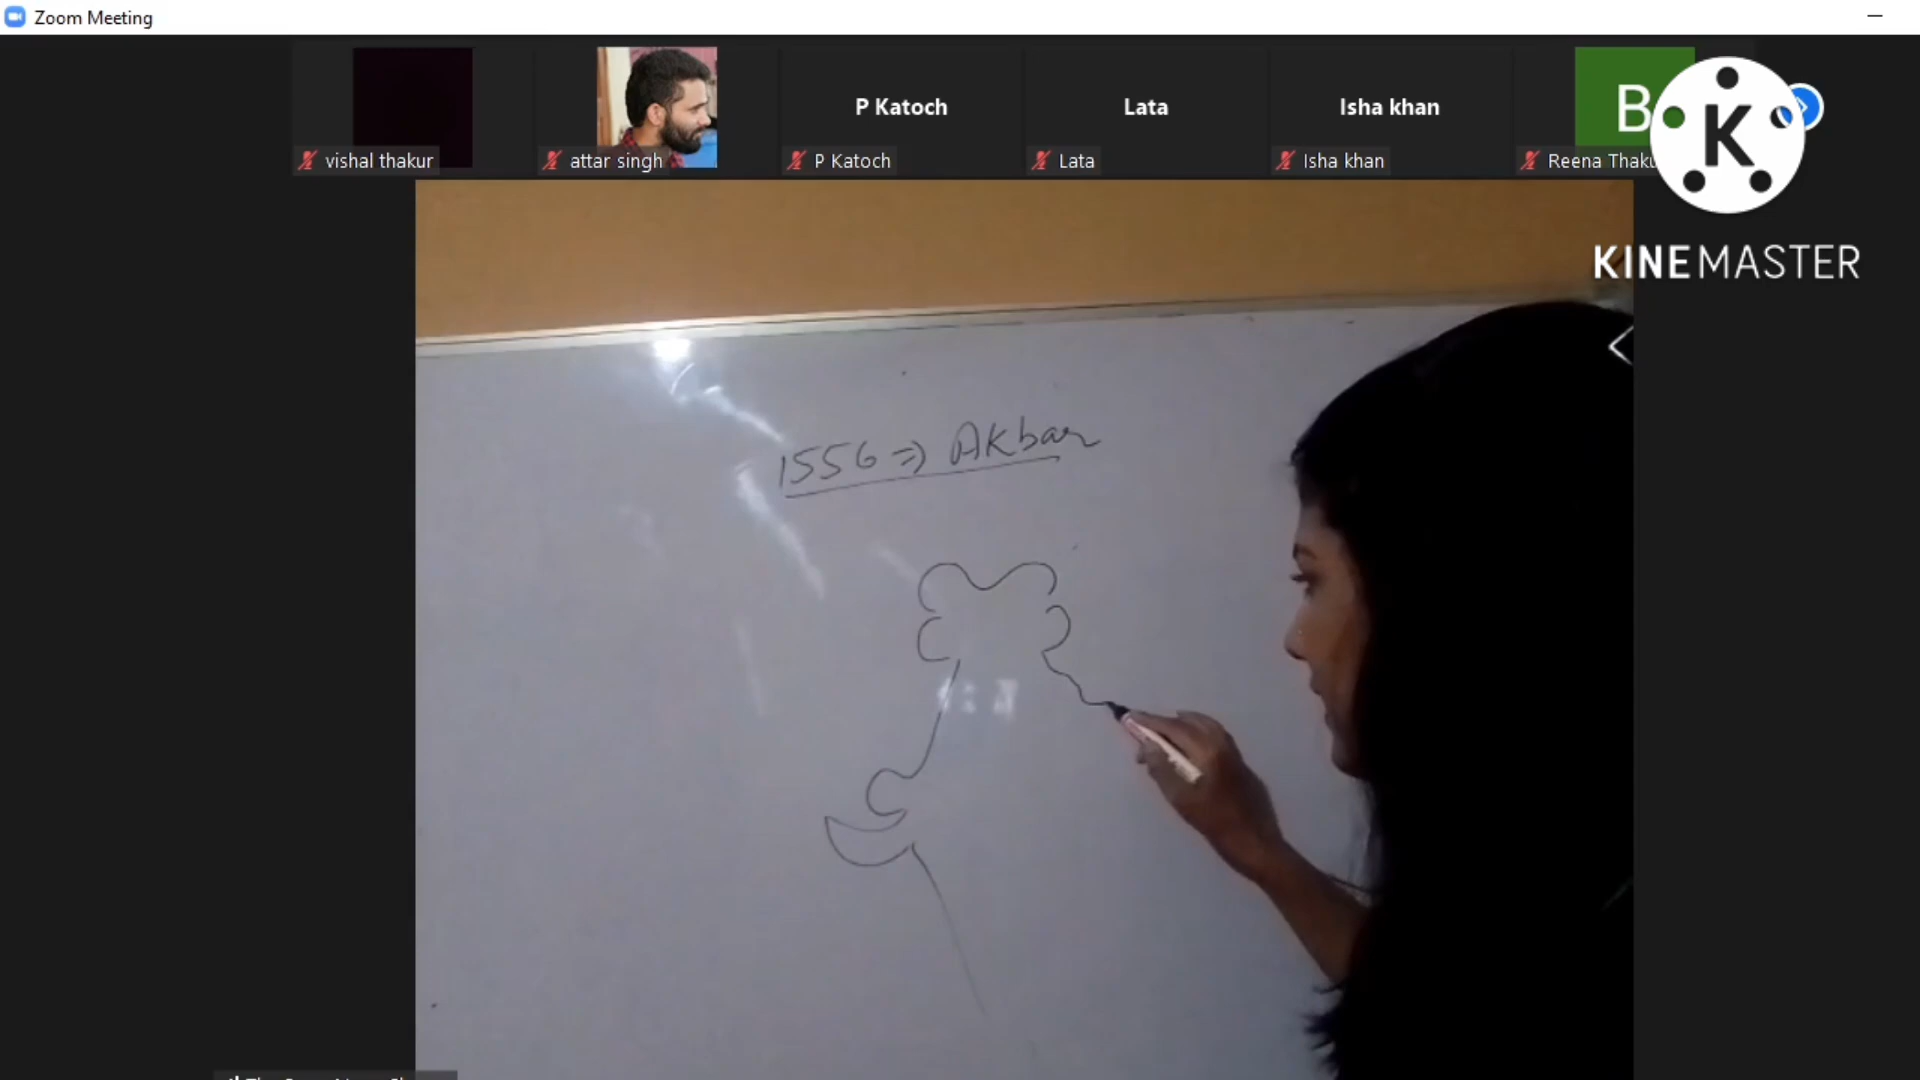 Zoom Meeting
P Katoch
Lata
Isha khan
B
vishal thakur
attar singh
P Katoch
Lata
Isha khan
Reena Thaku
K
KINEMASTER
1556 => Akbar